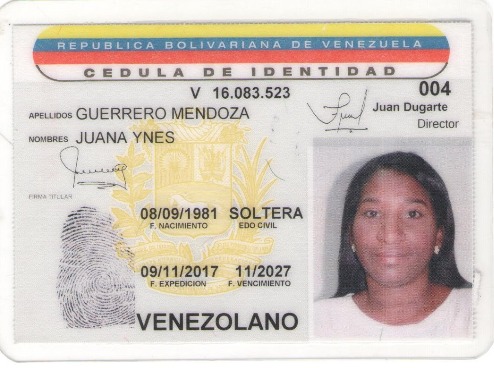 REPUBLICA BOLIVARIANA DE VENEZUELA
CEDULA DE IDENTIDAD
V 16.083.523
004
APELLIDOS GUERRERO MENDOZA
Juan Dugarte
Director
NOMBRES JUANA YNES
FIRMA TITULAR
08/09/1981 SOLTERA
F. NACIMIENTO EDO CIVIL
09/11/2017 11/2027
F. EXPEDICION F. VENCIMIENTO
VENEZOLANO